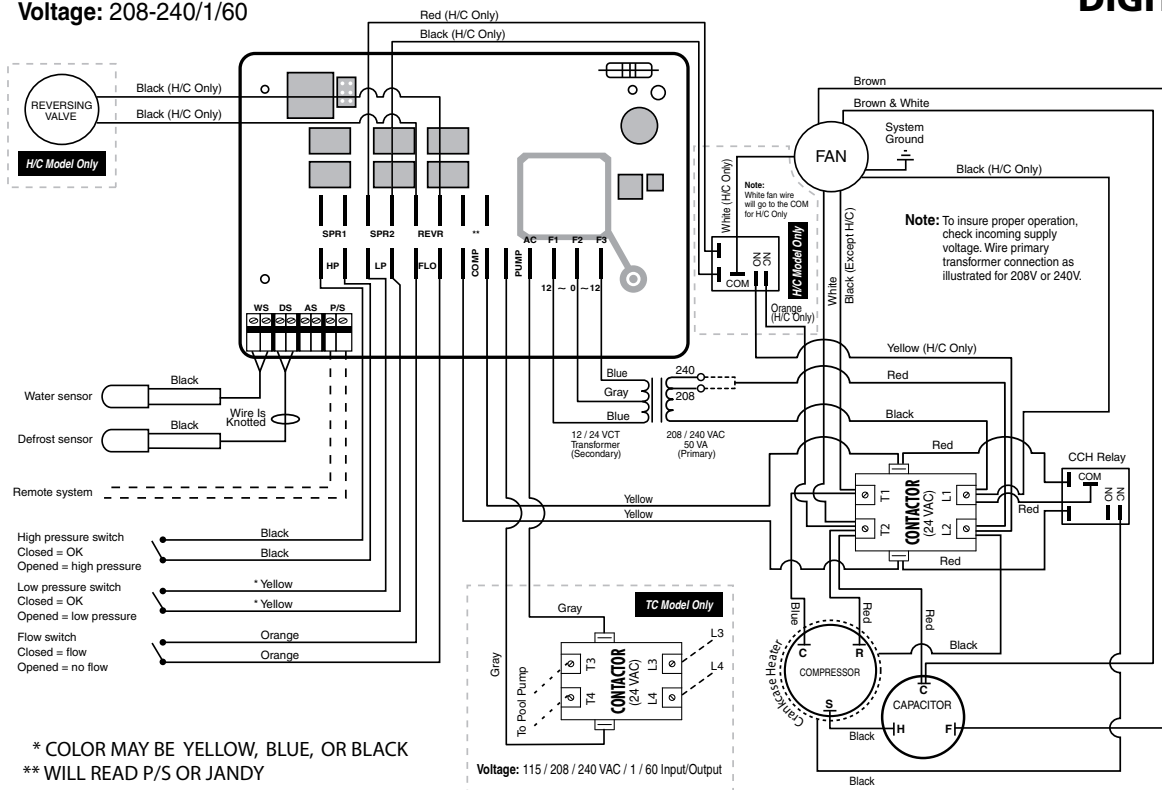 Voltage: 208-240/1/60
Red (H/C Only)
Black (H/C Only)
Black (H/C Only)
Black (H/C Only)
REVERSING
VALVE
H/C Model Only
SPR1
SPR2
REVR
**
HP
LP
FLO
COMP
PUMP
AC
F1
F2
F3
12 ~ 0 ~ 12
WS
DS
AS
P/S
Brown
Brown & White
System
Ground
FAN
Black (H/C Only)
White (H/C Only)
Note:
White fan wire
will go to the COM
for H/C Only
H/C Model Only
COM
NO
NC
Orange
(H/C Only)
White
Black (Except H/C)
Note: To insure proper operation,
check incoming supply
voltage. Wire primary
transformer connection as
illustrated for 208V or 240V.
Yellow (H/C Only)
Red
Black
Blue
Gray
Blue
240
208
12 / 24 VCT
Transformer
(Secondary)
208 / 240 VAC
50 VA
(Primary)
Water sensor
Black
Wire Is
Knotted
Defrost sensor
Black
Remote system
High pressure switch
Closed = OK
Opened = high pressure
Black
Black
Low pressure switch
Closed = OK
Opened = low pressure
* Yellow
* Yellow
Flow switch
Closed = flow
Opened = no flow
Orange
Orange
Yellow
Yellow
Red
T1
T2
CONTACTOR
(24 VAC)
L1
L2
Red
Red
CCH Relay
COM
NO
NC
TC Model Only
Gray
Gray
To Pool Pump
T3
T4
CONTACTOR
(24 VAC)
L3
L4
L3
L4
Voltage: 115 / 208 / 240 VAC / 1 / 60 Input/Output
Blue
Red
Red
Black
Crankcase Heater
C
R
COMPRESSOR
S
Black
C
CAPACITOR
H
F
Black
* COLOR MAY BE YELLOW, BLUE, OR BLACK
** WILL READ P/S OR JANDY